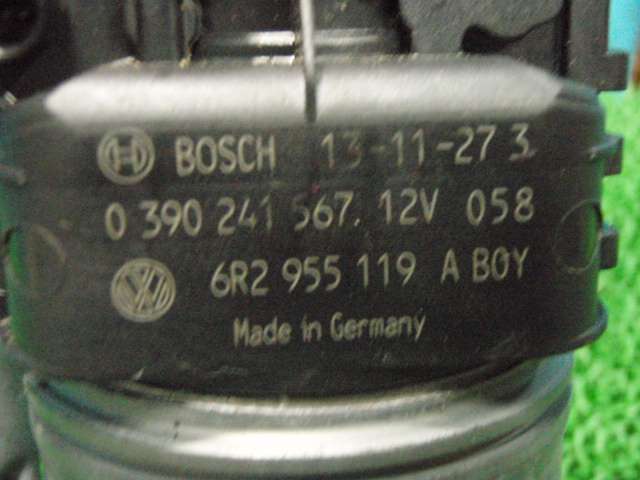 BOSCH 13-11-27 3
0 390 241 567. 12V 058
6R2 955 119 A BOY
Made in Germany